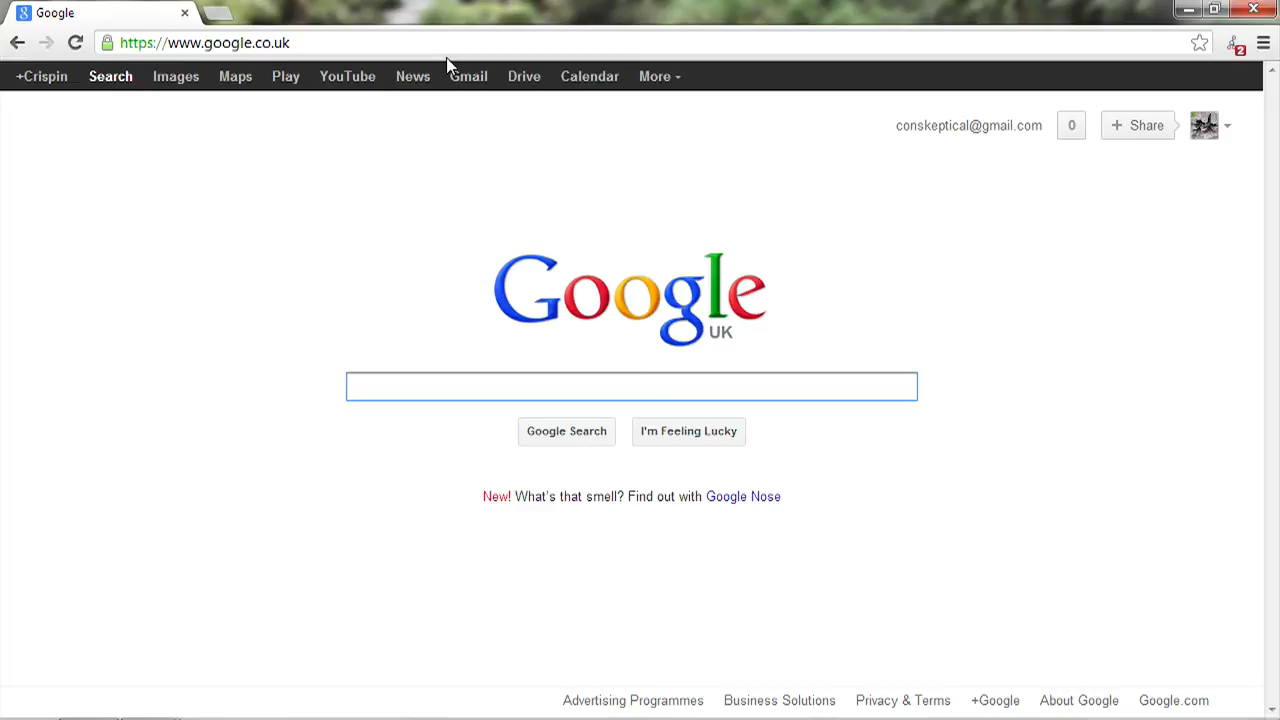 Google
https://www.google.co.uk
2
+Crispin Search Images Maps Play YouTube News Gmail Drive Calendar More
conskeptical@gmail.com 0 + Share
Google
UK
Google Search I'm Feeling Lucky
New! What's that smell? Find out with Google Nose
Advertising Programmes Business Solutions Privacy & Terms +Google About Google Google.com